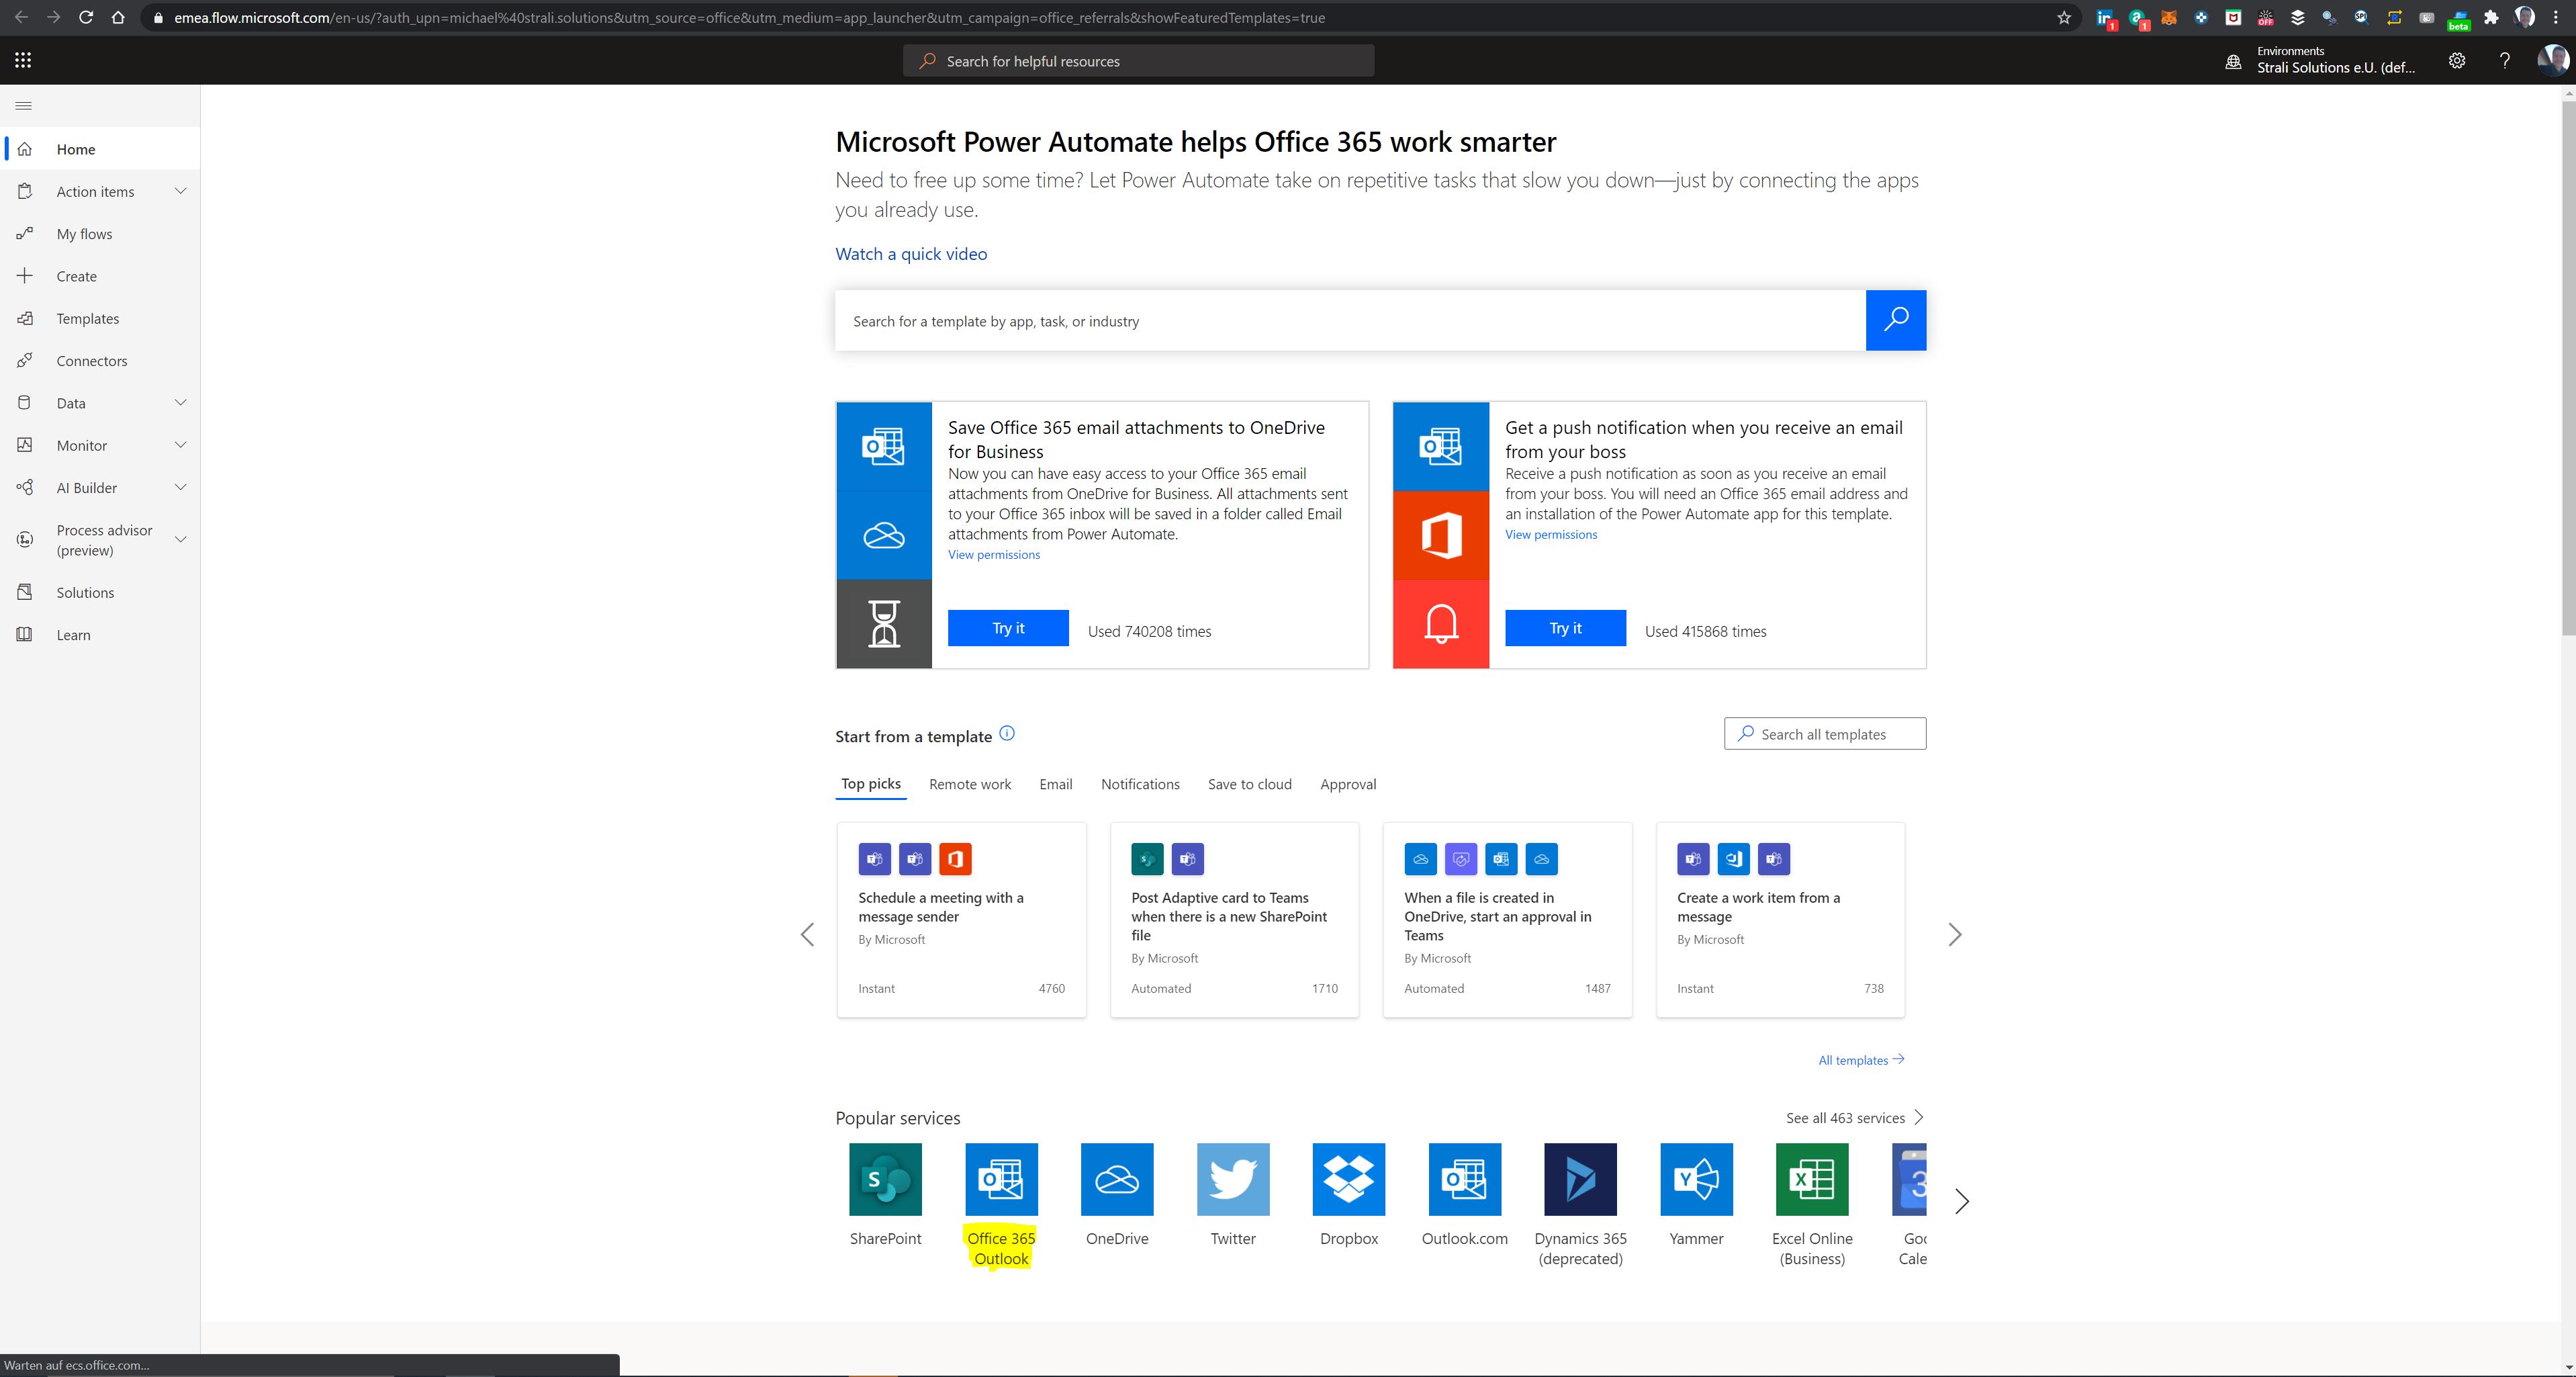 emea.flow.microsoft.com/en-us/?auth_upn=michael%40strali.solutions&utm_source=office&utm_medium=app_launcher&utm_campaign=office_referrals&showFeaturedTemplates=true
Search for helpful resources
Environments
Strali Solutions e.U. (def...
Home
Action items
My flows
Create
Templates
Connectors
Data
Monitor
AI Builder
Process advisor
(preview)
Solutions
Learn
Microsoft Power Automate helps Office 365 work smarter
Need to free up some time? Let Power Automate take on repetitive tasks that slow you down—just by connecting the apps
you already use.
Watch a quick video
Search for a template by app, task, or industry
Save Office 365 email attachments to OneDrive
for Business
Now you can have easy access to your Office 365 email
attachments from OneDrive for Business. All attachments sent
to your Office 365 inbox will be saved in a folder called Email
attachments from Power Automate.
View permissions
Try it
Used 740208 times
Get a push notification when you receive an email
from your boss
Receive a push notification as soon as you receive an email
from your boss. You will need an Office 365 email address and
an installation of the Power Automate app for this template.
View permissions
Try it
Used 415868 times
Start from a template
Search all templates
Top picks Remote work Email Notifications Save to cloud Approval
Schedule a meeting with a
message sender
By Microsoft
Instant 4760
Post Adaptive card to Teams
when there is a new SharePoint
file
By Microsoft
Automated 1710
When a file is created in
OneDrive, start an approval in
Teams
By Microsoft
Automated 1487
Create a work item from a
message
By Microsoft
Instant 738
All templates
Popular services
See all 463 services
SharePoint
Office 365
Outlook
OneDrive
Twitter
Dropbox
Outlook.com
Dynamics 365
(deprecated)
Yammer
Excel Online
(Business)
Goo
Cale
Warten auf ecs.office.com...